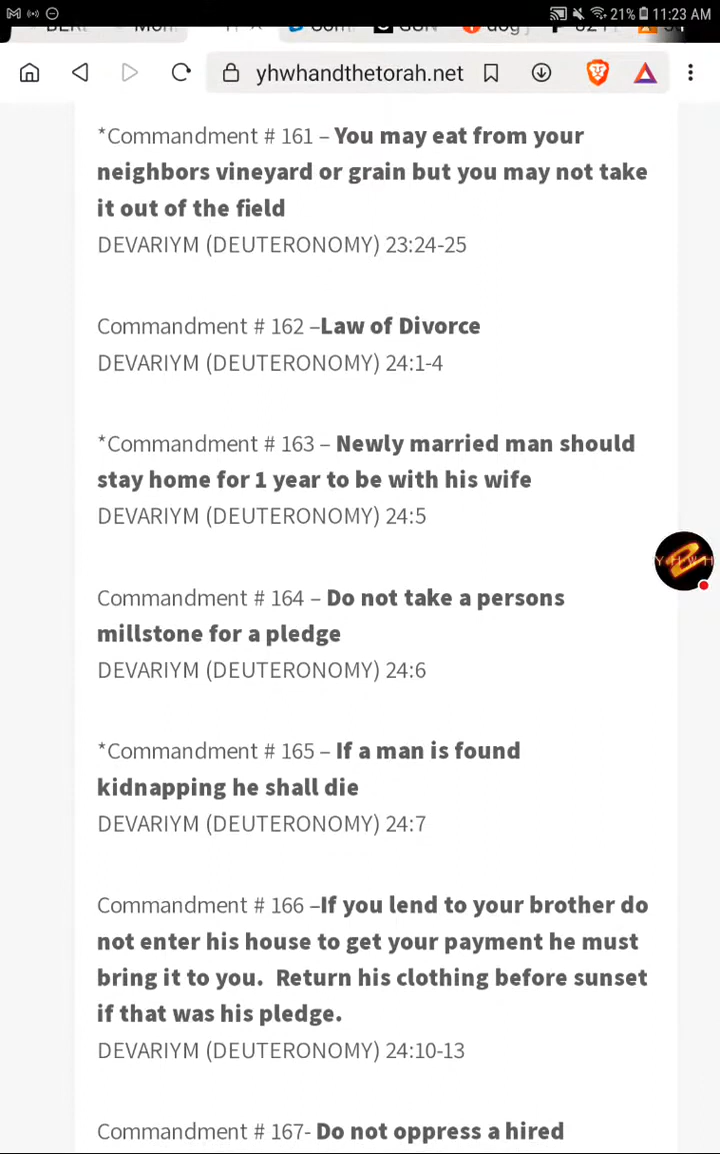 21% 11:23 AM
yhwhandthetorah.net
*Commandment # 161 – You may eat from your
neighbors vineyard or grain but you may not take
it out of the field
DEVARIYM (DEUTERONOMY) 23:24-25
Commandment # 162 –Law of Divorce
DEVARIYM (DEUTERONOMY) 24:1-4
*Commandment # 163 – Newly married man should
stay home for 1 year to be with his wife
DEVARIYM (DEUTERONOMY) 24:5
Commandment # 164 – Do not take a persons
millstone for a pledge
DEVARIYM (DEUTERONOMY) 24:6
*Commandment # 165 – If a man is found
kidnapping he shall die
DEVARIYM (DEUTERONOMY) 24:7
Commandment # 166 –If you lend to your brother do
not enter his house to get your payment he must
bring it to you.  Return his clothing before sunset
if that was his pledge.
DEVARIYM (DEUTERONOMY) 24:10-13
Commandment # 167- Do not oppress a hired